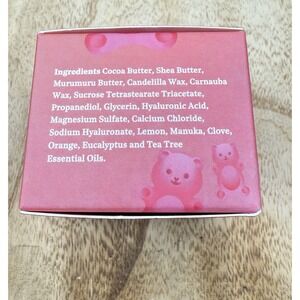 Ingredients Cocoa Butter, Shea Butter,
Murumuru Butter, Candelilla Wax, Carnauba
Wax, Sucrose Tetrastearate Triacetate,
Propanediol, Glycerin, Hyaluronic Acid,
Magnesium Sulfate, Calcium Chloride,
Sodium Hyaluronate, Lemon, Manuka, Clove,
Orange, Eucalyptus and Tea Tree
Essential Oils.